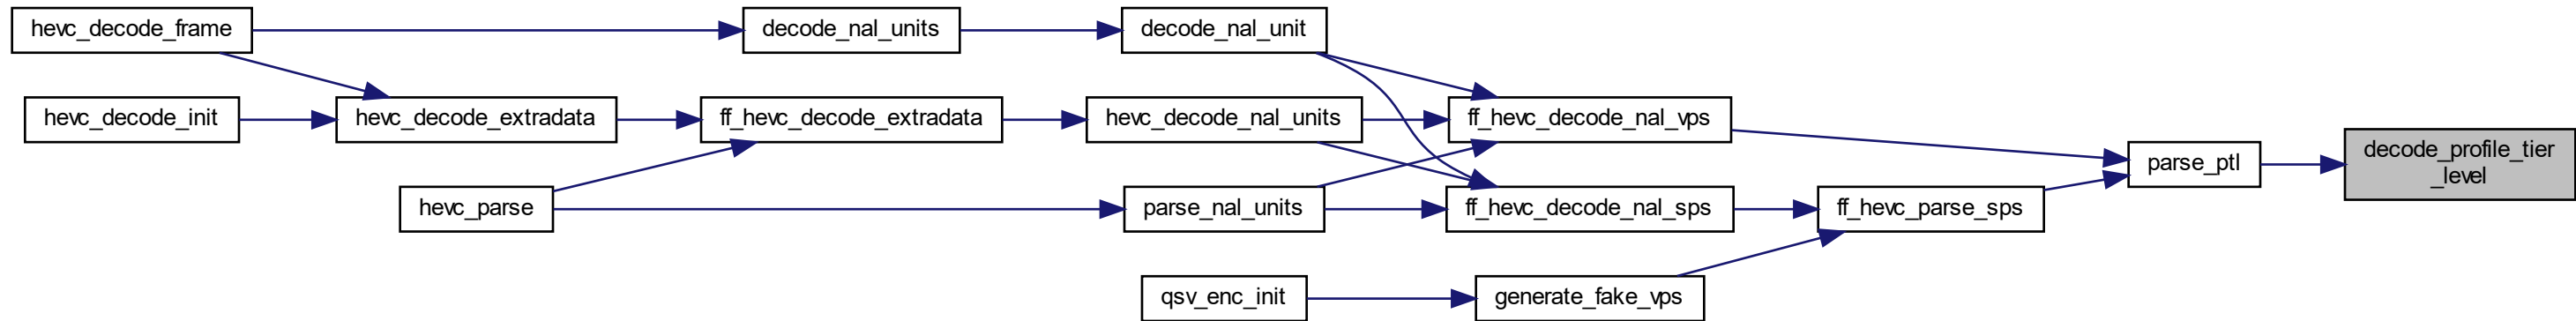 hevc_decode_frame
decode_nal_units
decode_nal_unit
hevc_decode_init
hevc_decode_extradata
ff_hevc_decode_extradata
hevc_decode_nal_units
ff_hevc_decode_nal_vps
parse_ptl
decode_profile_tier
_level
hevc_parse
parse_nal_units
ff_hevc_decode_nal_sps
ff_hevc_parse_sps
qsv_enc_init
generate_fake_vps